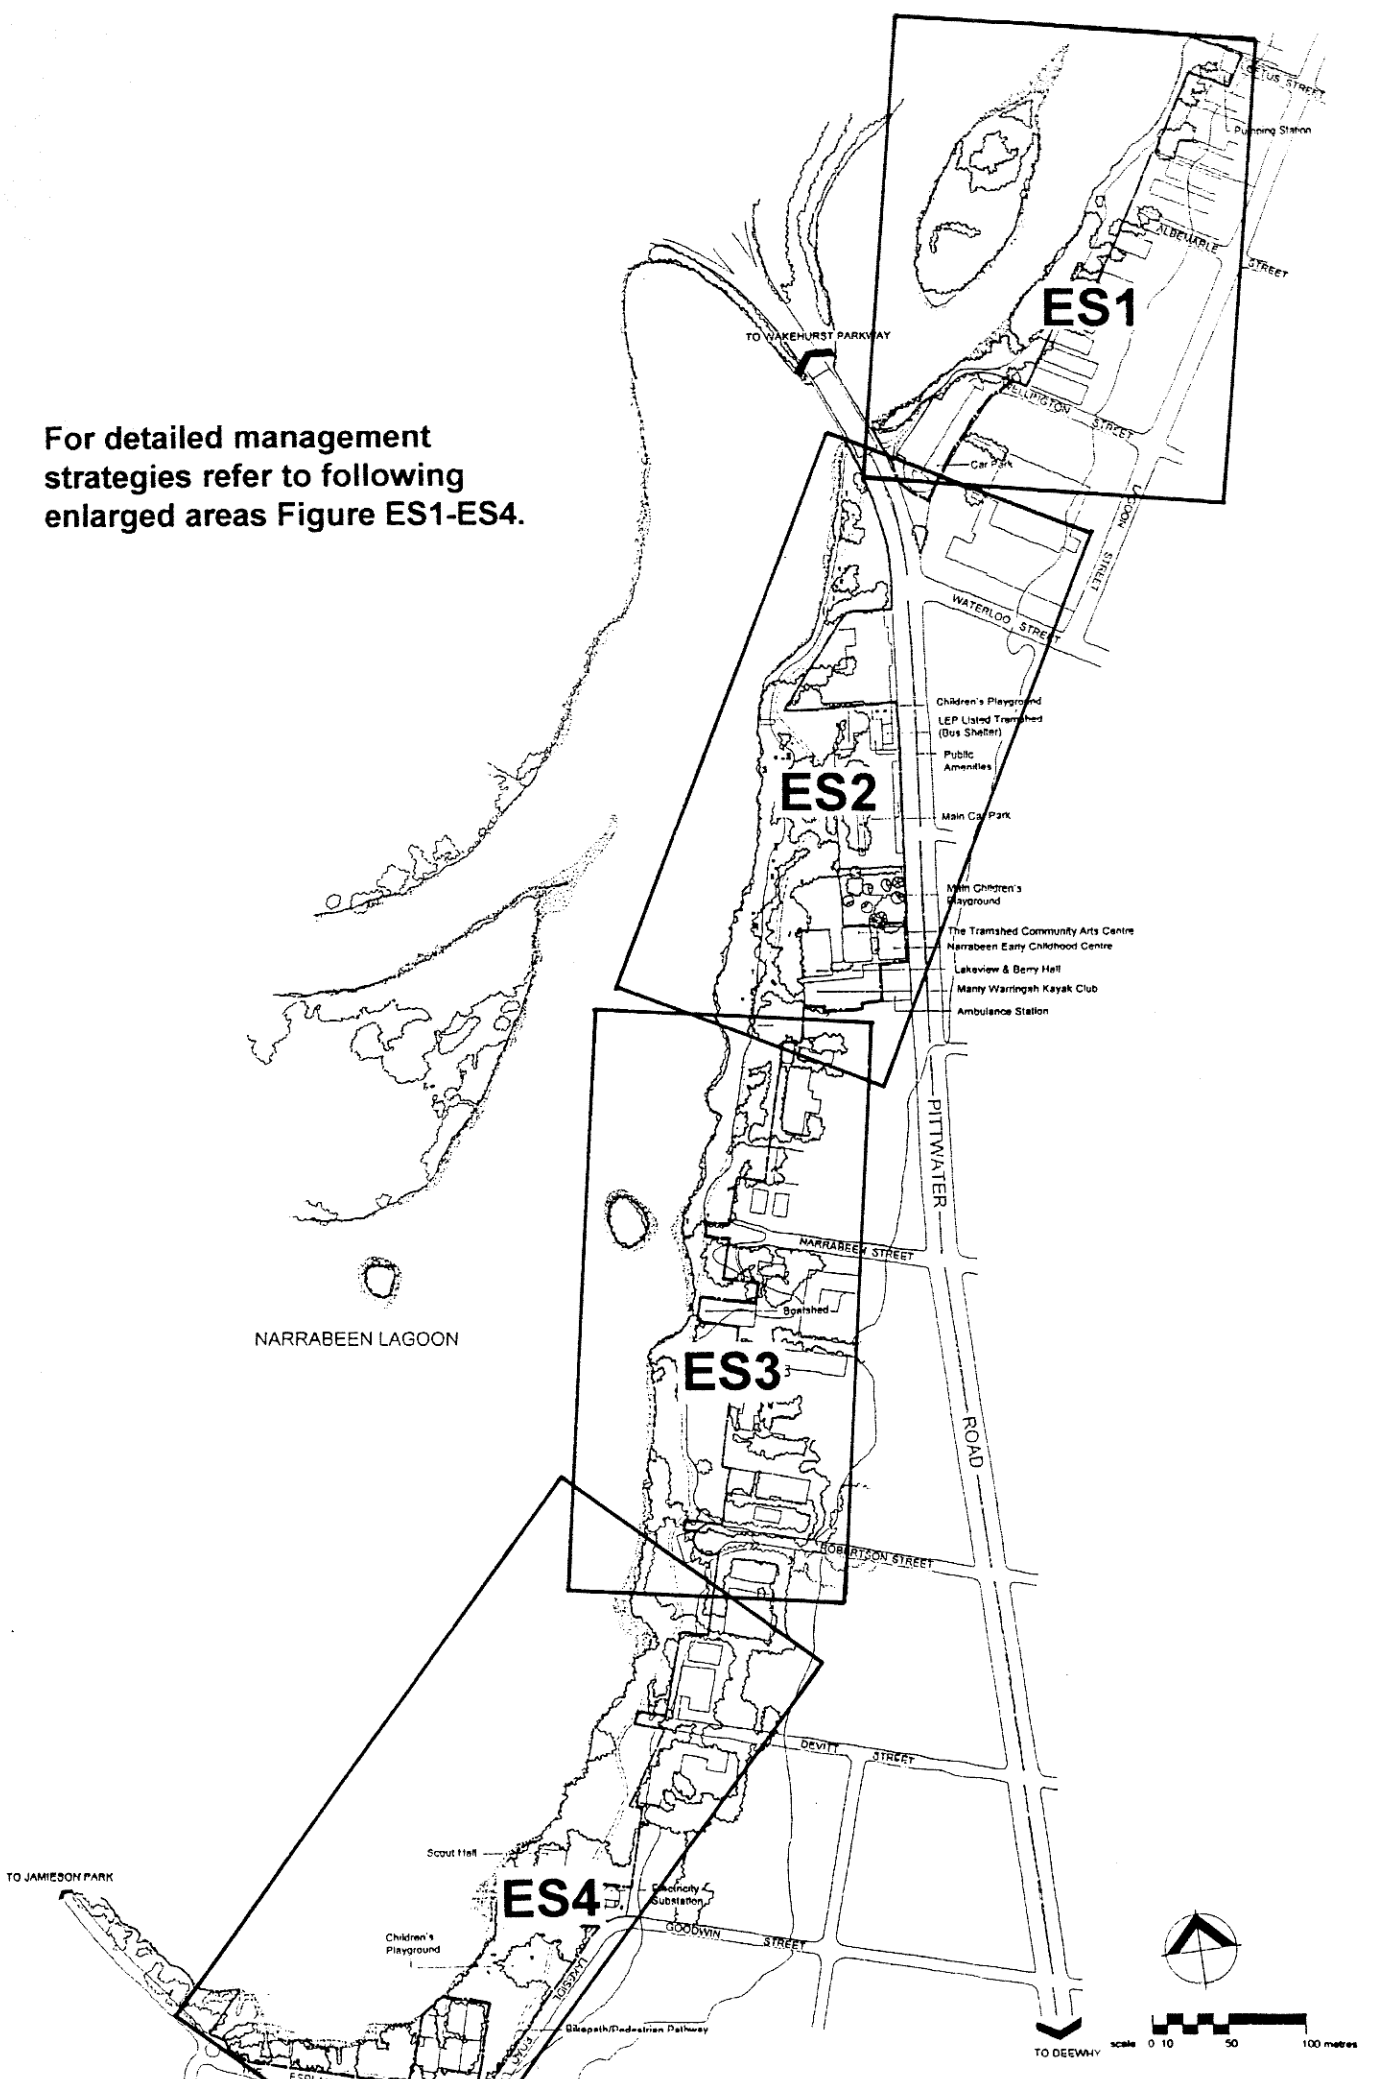 LOFTUS STREET
Pumping Station
ALBEMARLE
STREET
ES1
TO WAKEHURST PARKWAY
WELLINGTON
STREET
For detailed management
strategies refer to following
enlarged areas Figure ES1-ES4.
Car Park
LAGOON
STREET
WATERLOO STREET
Children's Playground
LEP Listed Tramshed
(Bus Shelter)
Public
Amenities
ES2
Main Car Park
Main Children's
Playground
The Tramshed Community Arts Centre
Narrabeen Early Childhood Centre
Lakeview & Berry Hall
Manly Warringah Kayak Club
Ambulance Station
PITTWATER
NARRABEEN STREET
Boatshed
NARRABEEN LAGOON
ES3
ROAD
ROBERTSON STREET
DEVITT
STREET
Scout Hall
TO JAMIESON PARK
ES4
Electricity
Substation
GOODWIN
STREET
Children's
Playground
LAKESIDE
Bikepath/Pedestrian Pathway
scale 0 10 50 100 metres
TO DEEWHY